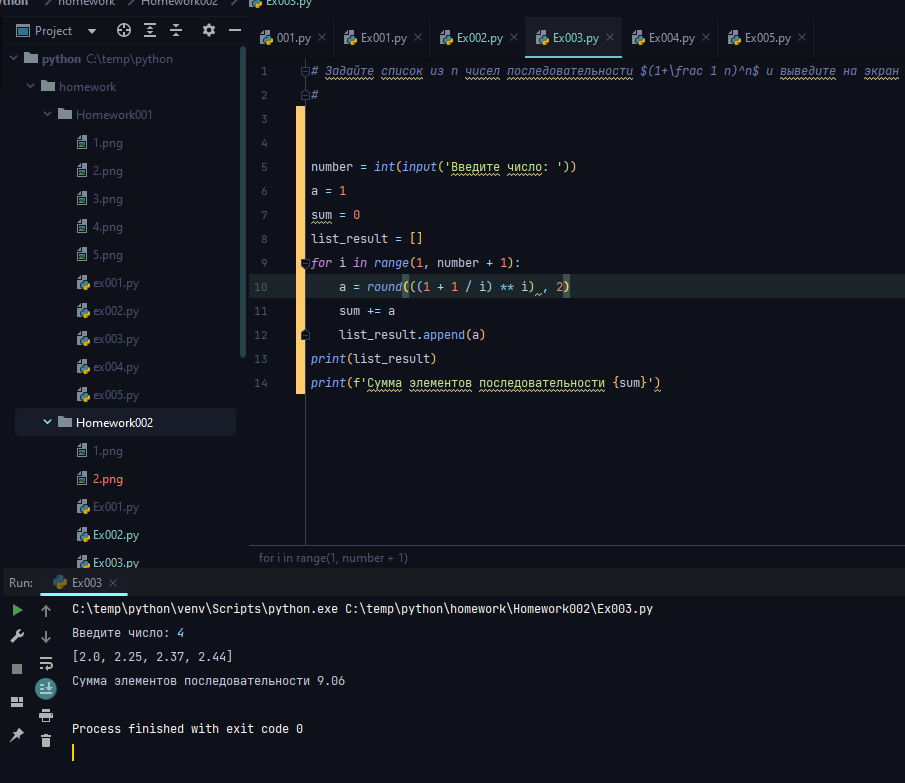 python homework Homework002 Ex003.py
Project
001.py Ex001.py Ex002.py Ex003.py Ex004.py Ex005.py
python C:\temp\python
homework
Homework001
1.png
2.png
3.png
4.png
5.png
ex001.py
ex002.py
ex003.py
ex004.py
ex005.py
Homework002
1.png
2.png
Ex001.py
Ex002.py
Ex003.py
1 # Задайте список из n чисел последовательности $(1+\frac 1 n)^n$ и выведите на экран
2 #
3
4
5 number = int(input('Введите число: '))
6 a = 1
7 sum = 0
8 list_result = []
9 for i in range(1, number + 1):
10 a = round(((1 + 1 / i) ** i) , 2)
11 sum += a
12 list_result.append(a)
13 print(list_result)
14 print(f'Сумма элементов последовательности {sum}')
for i in range(1, number + 1)
Run: Ex003
C:\temp\python\venv\Scripts\python.exe C:\temp\python\homework\Homework002\Ex003.py
Введите число: 4
[2.0, 2.25, 2.37, 2.44]
Сумма элементов последовательности 9.06
Process finished with exit code 0